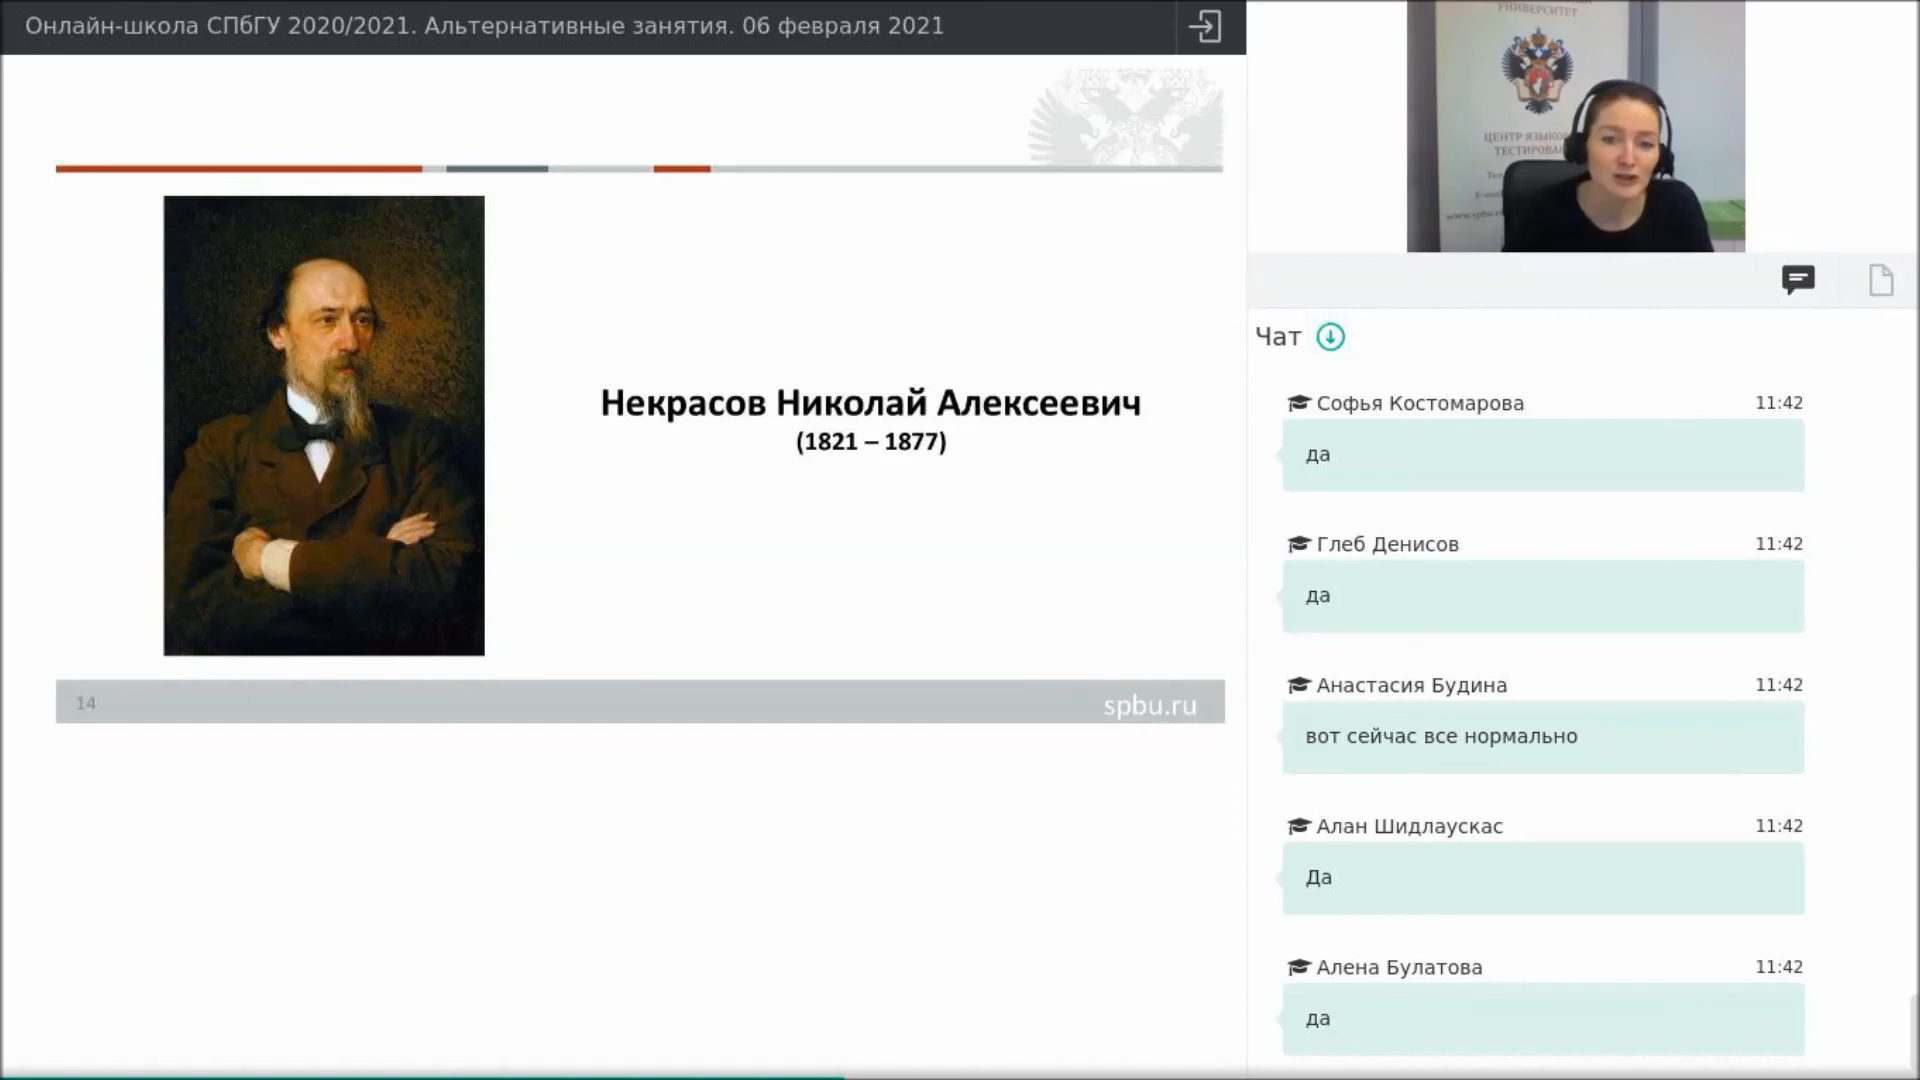 Онлайн-школа СПбГУ 2020/2021. Альтернативные занятия. 06 февраля 2021
Некрасов Николай Алексеевич
(1821 – 1877)
14
spbu.ru
УНИВЕРСИТЕТ
ЦЕНТР
Чат
Софья Костомарова 11:42
да
Глеб Денисов 11:42
да
Анастасия Будина 11:42
вот сейчас все нормально
Алан Шидлаускас 11:42
Да
Алена Булатова 11:42
да